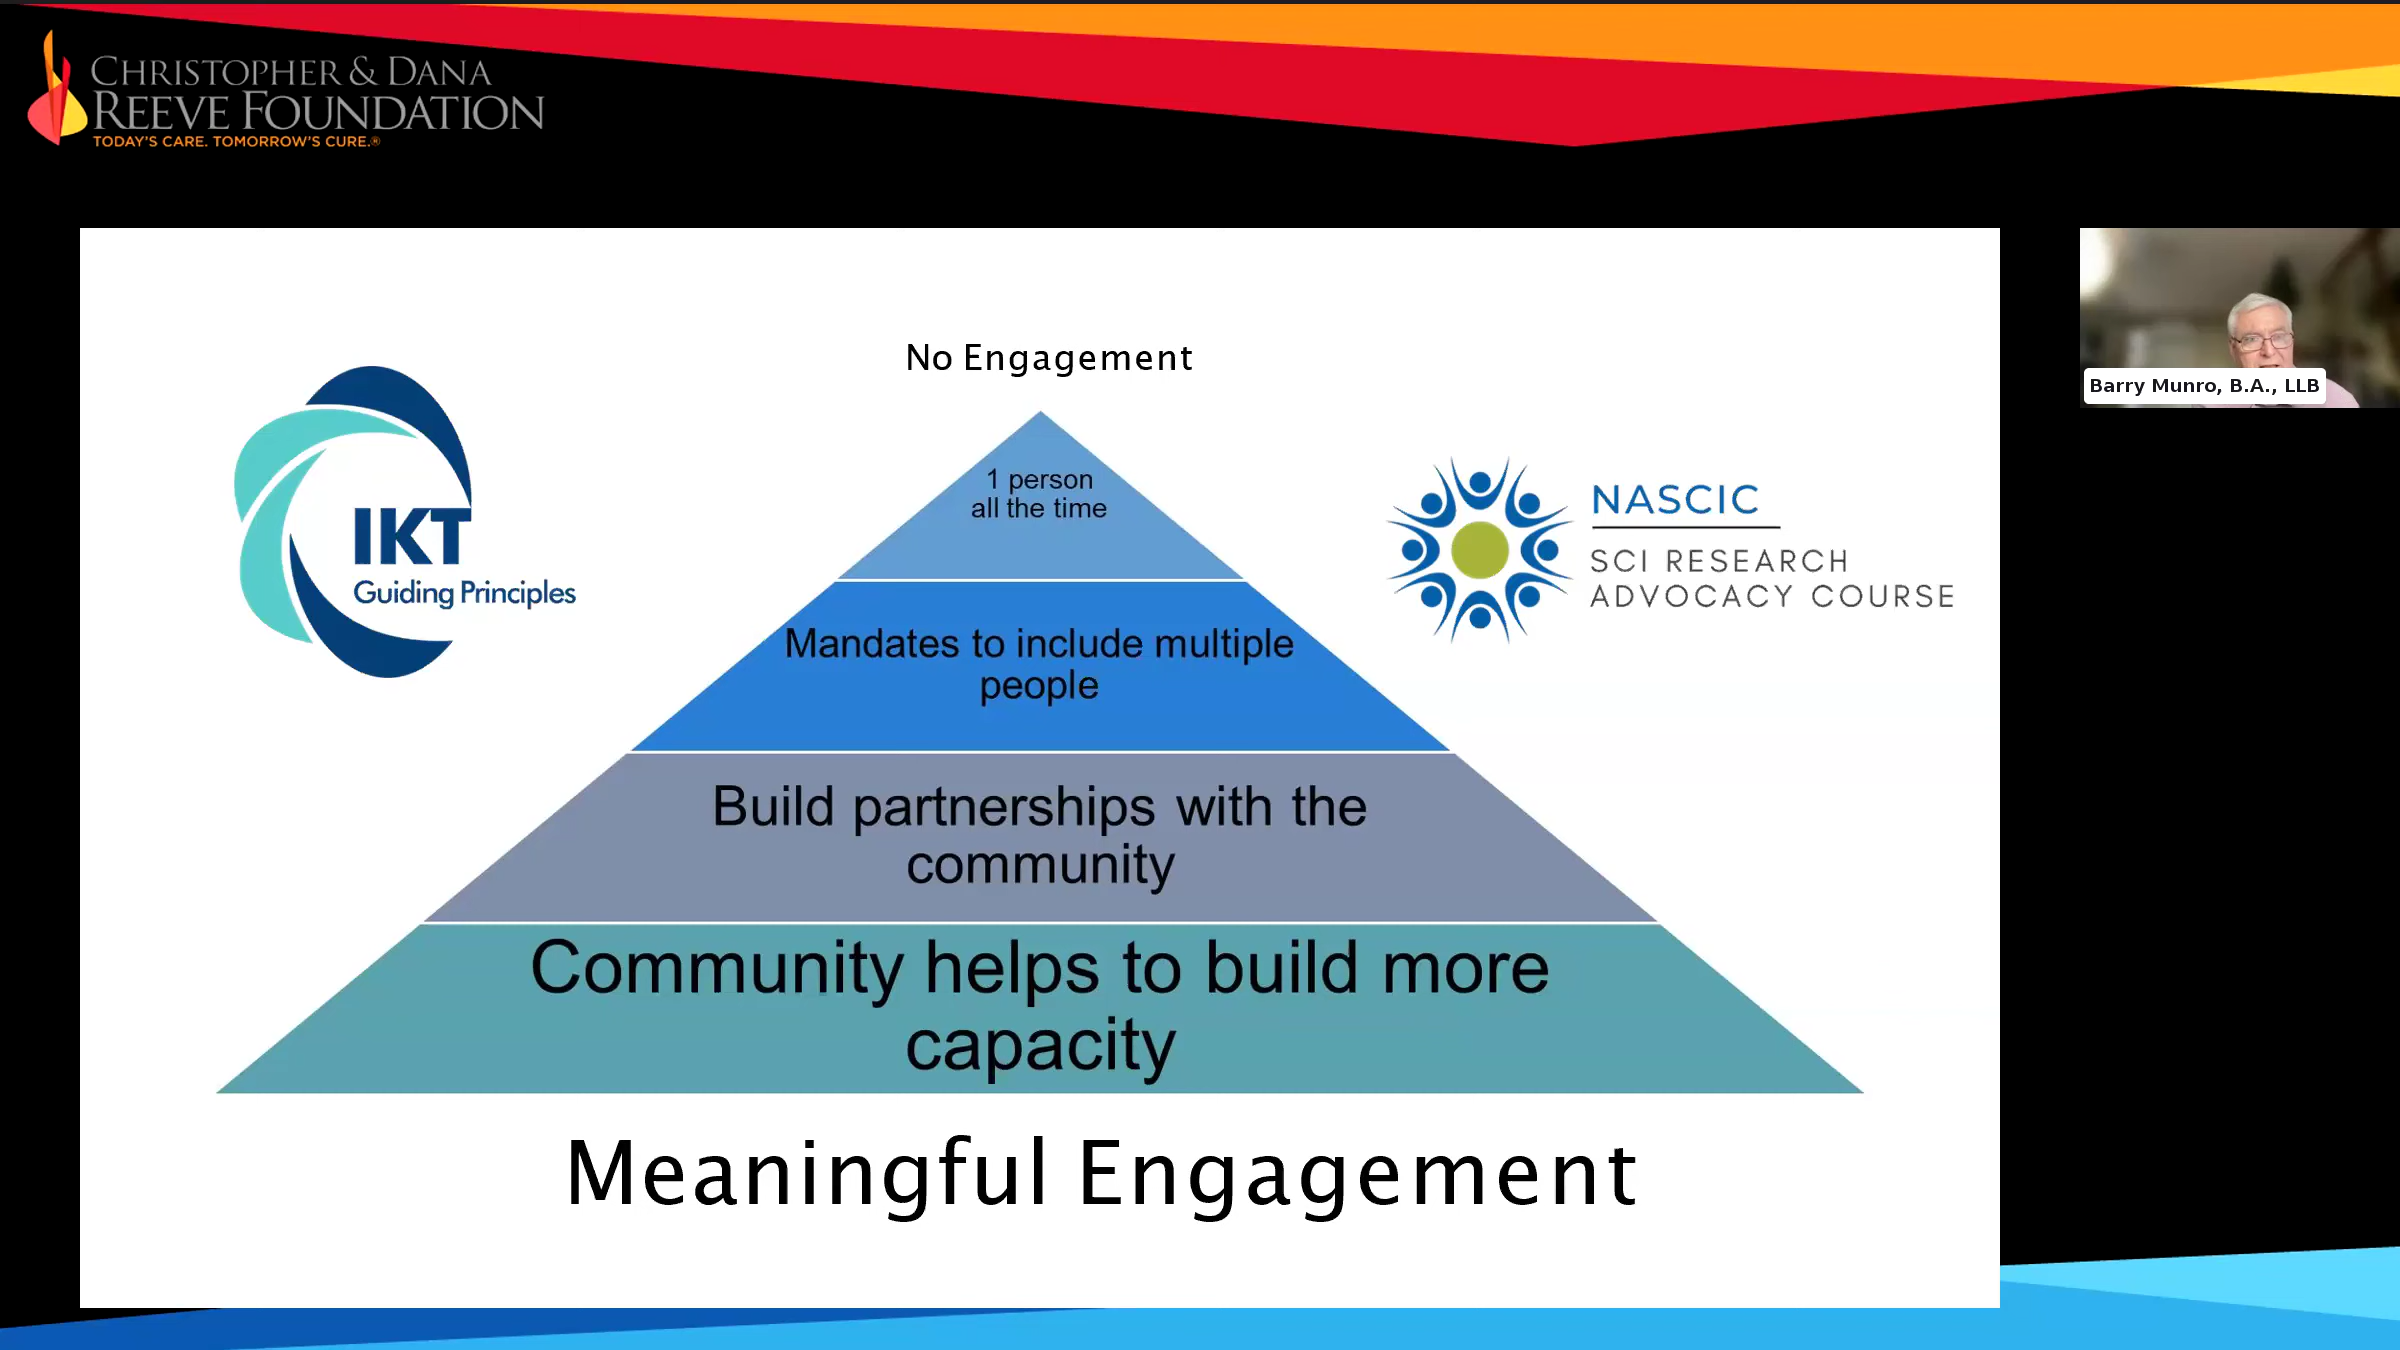 CHRISTOPHER & DANA
REEVE FOUNDATION
TODAY'S CARE. TOMORROW'S CURE.®
No Engagement
IKT
Guiding Principles
1 person
all the time
NASCIC
SCI RESEARCH
ADVOCACY COURSE
Barry Munro, B.A., LLB
Mandates to include multiple
people
Build partnerships with the
community
Community helps to build more
capacity
Meaningful Engagement